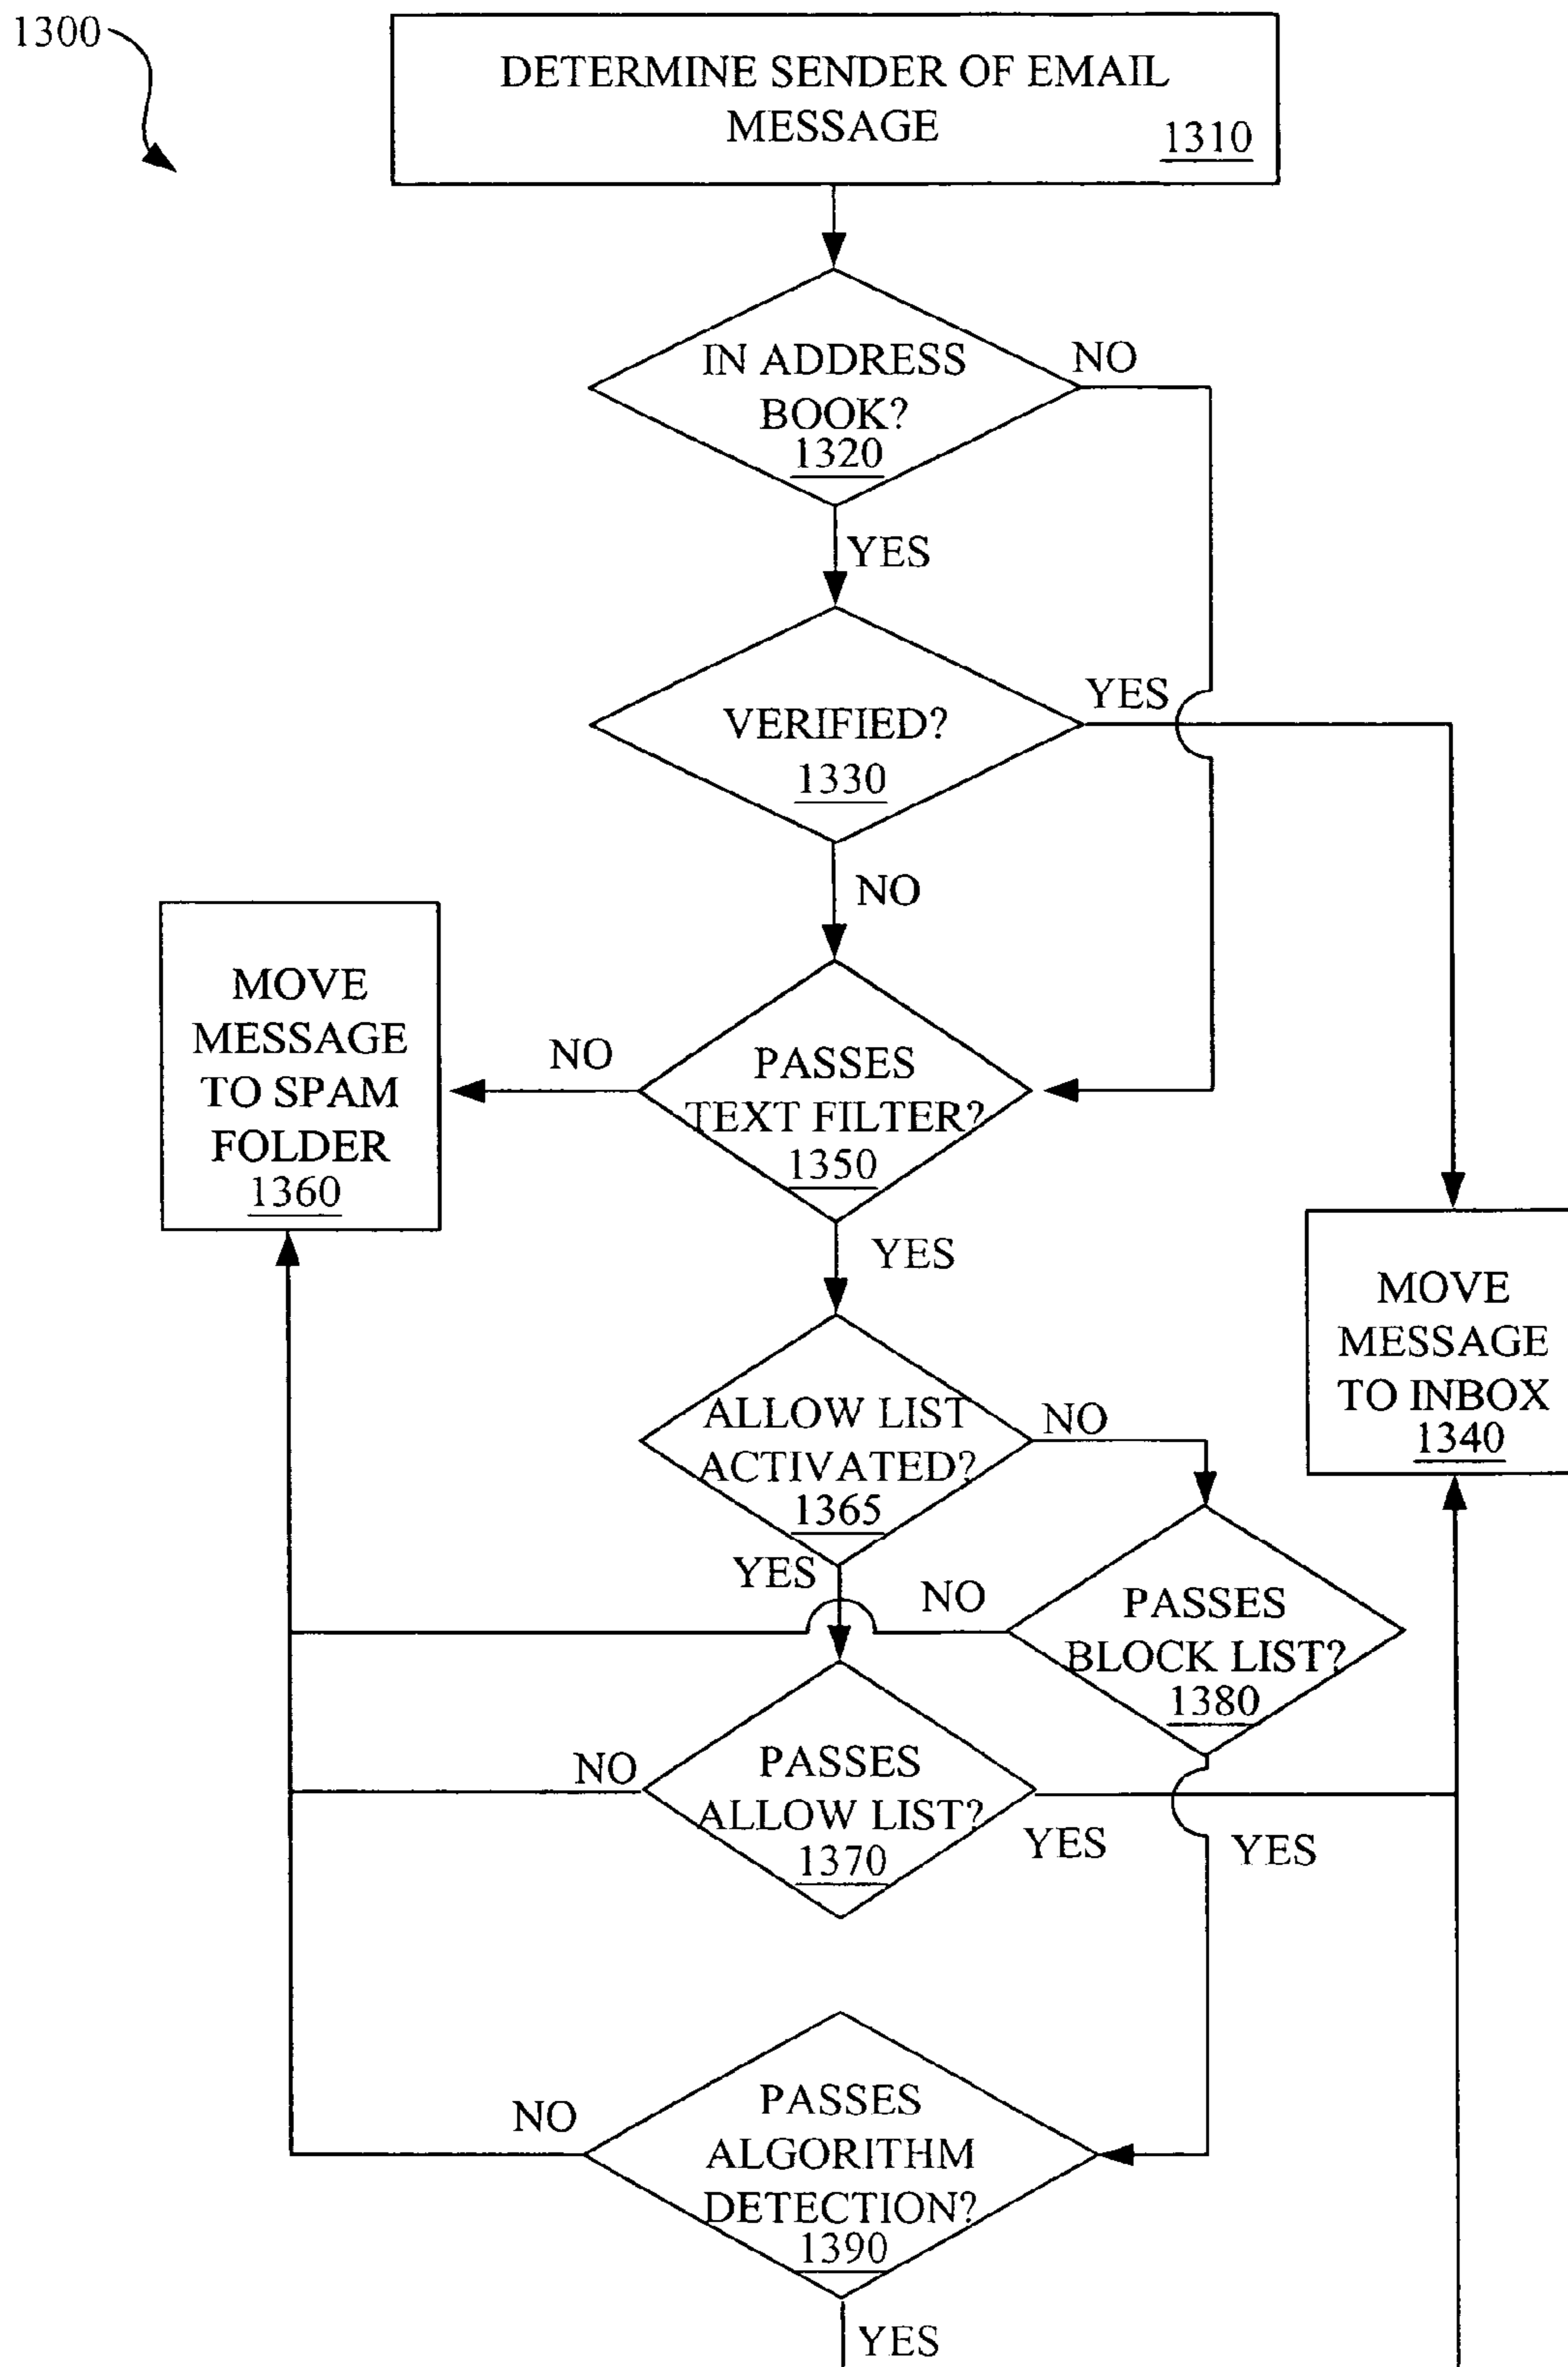 1300
DETERMINE SENDER OF EMAIL
MESSAGE
1310
IN ADDRESS
BOOK?
1320
NO
YES
VERIFIED?
1330
YES
NO
MOVE
MESSAGE
TO SPAM
FOLDER
1360
NO
PASSES
TEXT FILTER?
1350
YES
MOVE
MESSAGE
TO INBOX
1340
ALLOW LIST
ACTIVATED?
1365
NO
YES
NO
PASSES
BLOCK LIST?
1380
NO
PASSES
ALLOW LIST?
1370
YES
YES
NO
PASSES
ALGORITHM
DETECTION?
1390
YES